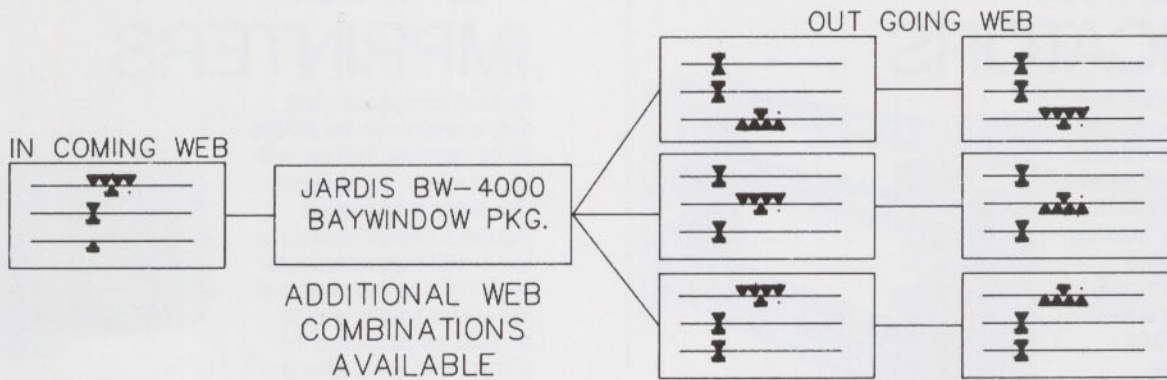 OUT GOING WEB
IN COMING WEB
JARDIS BW-4000
BAYWINDOW PKG.
ADDITIONAL WEB
COMBINATIONS
AVAILABLE